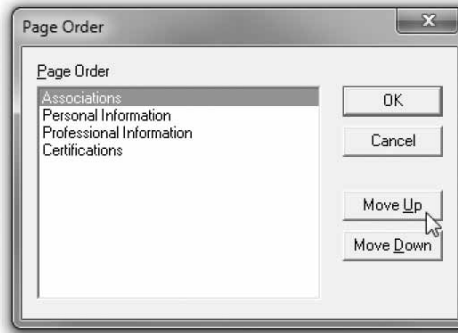 Page Order
Page Order
Associations
Personal Information
Professional Information
Certifications
OK
Cancel
Move Up
Move Down